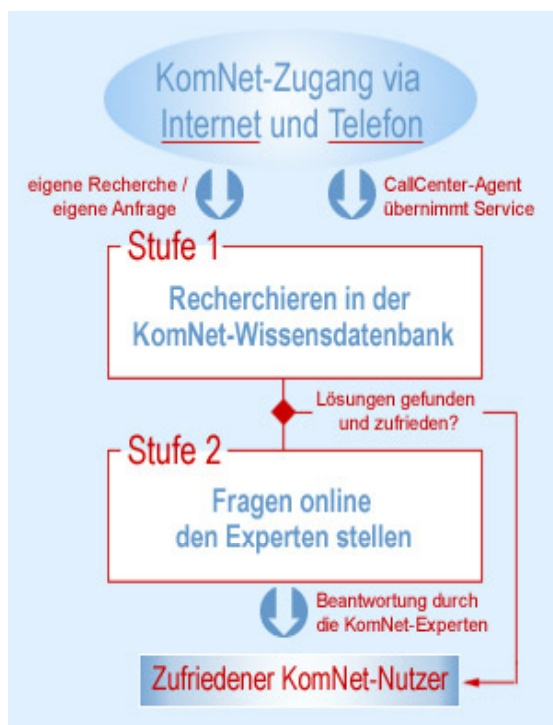 KomNet-Zugang via
Internet und Telefon
eigene Recherche /
eigene Anfrage
CallCenter-Agent
übernimmt Service
Stufe 1
Recherchieren in der
KomNet-Wissensdatenbank
Lösungen gefunden
und zufrieden?
Stufe 2
Fragen online
den Experten stellen
Beantwortung durch
die KomNet-Experten
Zufriedener KomNet-Nutzer